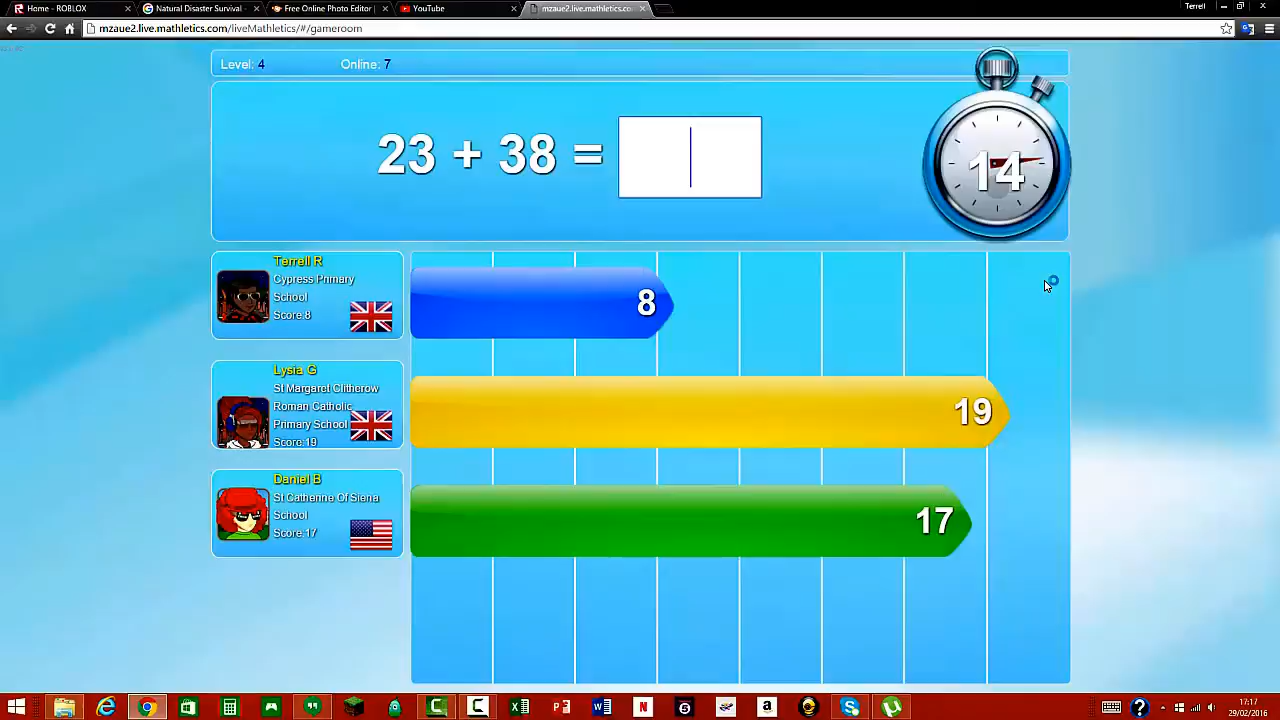 Home - ROBLOX
Natural Disaster Survival -
Free Online Photo Editor |
YouTube
mzaue2.live.mathletics.co
Terrell
mzaue2.live.mathletics.com/liveMathletics/#/gameroom
Level: 4
Online: 7
23 + 38 =
14
Terrell R
Cypress Primary
School
Score:8
8
Lysia G
St Margaret Clitherow
Roman Catholic
Primary School
Score:19
19
Daniel B
St Catherine Of Siena
School
Score:17
17
17:17
29/02/2016